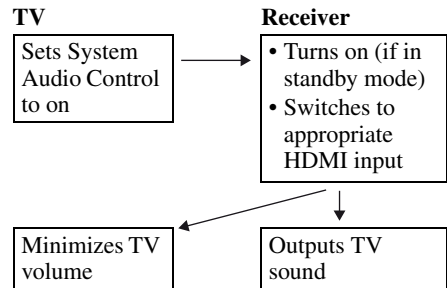 TV
Sets System
Audio Control
to on
Receiver
• Turns on (if in
standby mode)
• Switches to
appropriate
HDMI input
Minimizes TV
volume
Outputs TV
sound